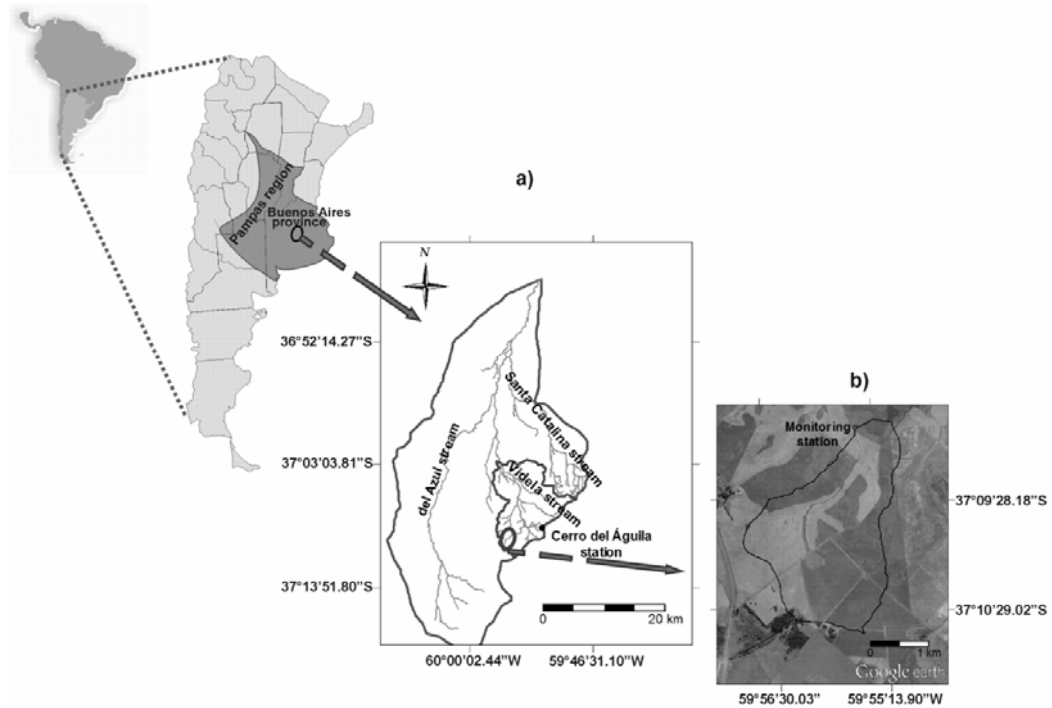 a)
Pampas region
Buenos Aires
province
N
36°52'14.27"S
37°03'03.81"S
37°13'51.80"S
Santa Catalina stream
del Azul stream
Videla stream
Cerro del Águila
station
0 20 km
60°00'02.44"W 59°46'31.10"W
b)
Monitoring
station
37°09'28.18"S
37°10'29.02"S
0 1 km
Google earth
59°56'30.03" 59°55'13.90"W